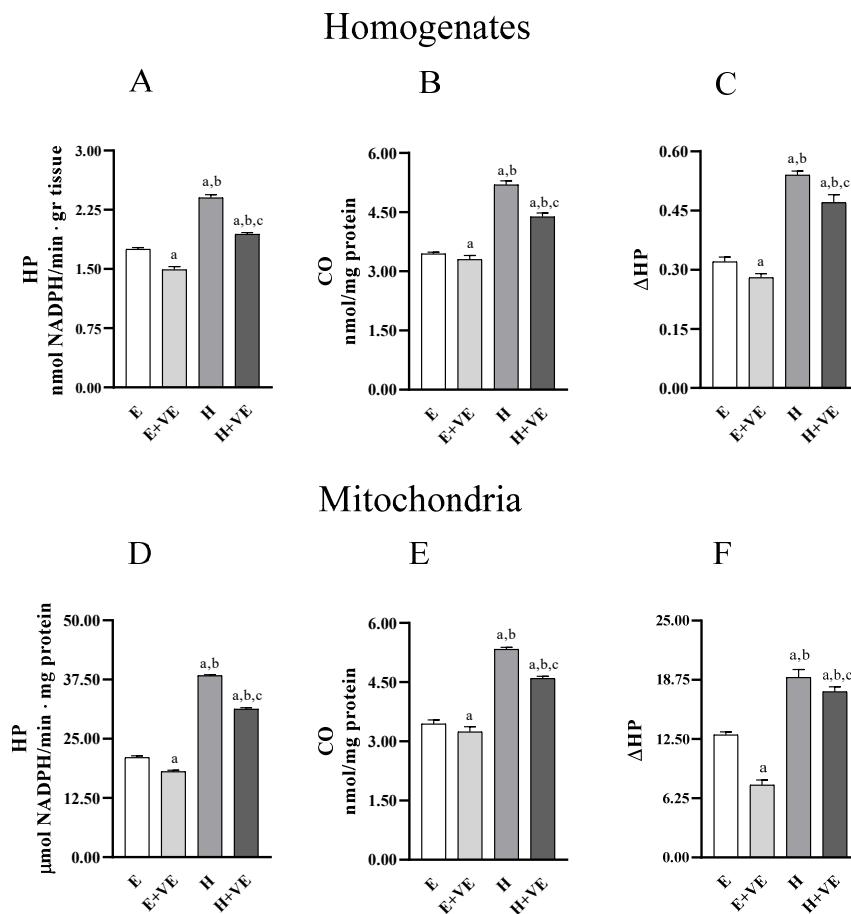 Homogenates
A
B
C
HP
nmol NADPH/min · gr tissue
3.00
2.25
1.50
0.75
0.00
a
a,b
a,b,c
E
E+VE
H
H+VE
CO
nmol/mg protein
6.00
4.50
3.00
1.50
0.00
a
a,b
a,b,c
E
E+VE
H
H+VE
ΔHP
0.60
0.45
0.30
0.15
0.00
a
a,b
a,b,c
E
E+VE
H
H+VE
Mitochondria
D
E
F
HP
µmol NADPH/min · mg protein
50.00
37.50
25.00
12.50
0.00
a
a,b
a,b,c
E
E+VE
H
H+VE
CO
nmol/mg protein
6.00
4.50
3.00
1.50
0.00
a
a,b
a,b,c
E
E+VE
H
H+VE
ΔHP
25.00
18.75
12.50
6.25
0.00
a
a,b
a,b,c
E
E+VE
H
H+VE